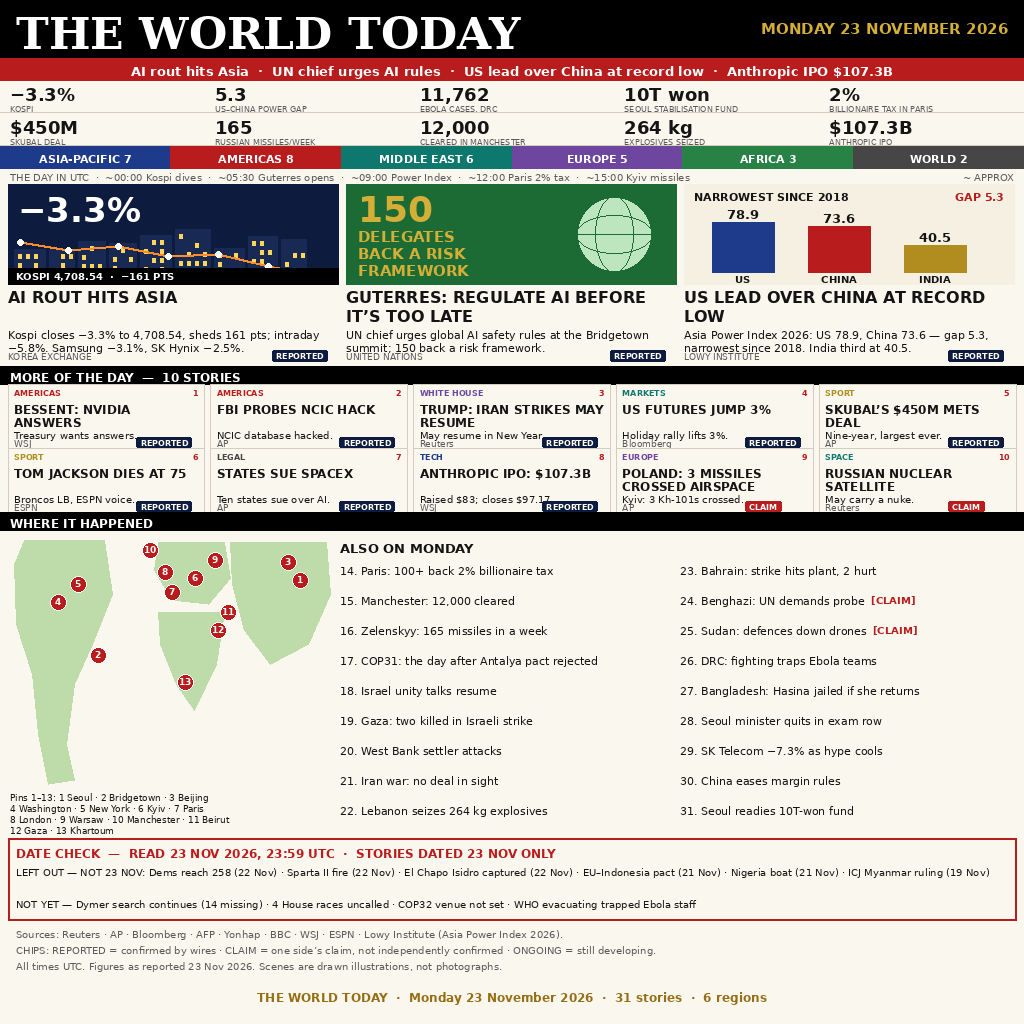 THE WORLD TODAY
MONDAY 23 NOVEMBER 2026
AI rout hits Asia · UN chief urges AI rules · US lead over China at record low · Anthropic IPO $107.3B
−3.3%
KOSPI
5.3
US–CHINA POWER GAP
11,762
EBOLA CASES, DRC
10T won
SEOUL STABILISATION FUND
2%
BILLIONAIRE TAX IN PARIS
$450M
SKUBAL DEAL
165
RUSSIAN MISSILES/WEEK
12,000
CLEARED IN MANCHESTER
264 kg
EXPLOSIVES SEIZED
$107.3B
ANTHROPIC IPO
ASIA-PACIFIC 7
AMERICAS 8
MIDDLE EAST 6
EUROPE 5
AFRICA 3
WORLD 2
THE DAY IN UTC · ~00:00 Kospi dives · ~05:30 Guterres opens · ~09:00 Power Index · ~12:00 Paris 2% tax · ~15:00 Kyiv missiles
~ APPROX
−3.3%
KOSPI 4,708.54 · −161 PTS
AI ROUT HITS ASIA
Kospi closes −3.3% to 4,708.54, sheds 161 pts; intraday
−5.8%. Samsung −3.1%, SK Hynix −2.5%.
KOREA EXCHANGE
REPORTED
150
DELEGATES
BACK A RISK
FRAMEWORK
GUTERRES: REGULATE AI BEFORE
IT’S TOO LATE
UN chief urges global AI safety rules at the Bridgetown
summit; 150 back a risk framework.
UNITED NATIONS
REPORTED
NARROWEST SINCE 2018
GAP 5.3
78.9
73.6
40.5
US
CHINA
INDIA
US LEAD OVER CHINA AT RECORD
LOW
Asia Power Index 2026: US 78.9, China 73.6 — gap 5.3,
narrowest since 2018. India third at 40.5.
LOWY INSTITUTE
REPORTED
MORE OF THE DAY — 10 STORIES
AMERICAS
1
BESSENT: NVIDIA
ANSWERS
Treasury wants answers.
WSJ
REPORTED
AMERICAS
2
FBI PROBES NCIC HACK
NCIC database hacked.
AP
REPORTED
WHITE HOUSE
3
TRUMP: IRAN STRIKES MAY
RESUME
May resume in New Year.
Reuters
REPORTED
MARKETS
4
US FUTURES JUMP 3%
Holiday rally lifts 3%.
Bloomberg
REPORTED
SPORT
5
SKUBAL’S $450M METS
DEAL
Nine-year, largest ever.
AP
REPORTED
SPORT
6
TOM JACKSON DIES AT 75
Broncos LB, ESPN voice.
ESPN
REPORTED
LEGAL
7
STATES SUE SPACEX
Ten states sue over AI.
AP
REPORTED
TECH
8
ANTHROPIC IPO: $107.3B
Raised $83; closes $97.17.
WSJ
REPORTED
EUROPE
9
POLAND: 3 MISSILES
CROSSED AIRSPACE
Kyiv: 3 Kh-101s crossed.
AP
CLAIM
SPACE
10
RUSSIAN NUCLEAR
SATELLITE
May carry a nuke.
Reuters
CLAIM
WHERE IT HAPPENED
10
9
3
8
6
1
5
7
4
11
12
2
13
Pins 1–13: 1 Seoul · 2 Bridgetown · 3 Beijing
4 Washington · 5 New York · 6 Kyiv · 7 Paris
8 London · 9 Warsaw · 10 Manchester · 11 Beirut
12 Gaza · 13 Khartoum
ALSO ON MONDAY
14. Paris: 100+ back 2% billionaire tax
15. Manchester: 12,000 cleared
16. Zelenskyy: 165 missiles in a week
17. COP31: the day after Antalya pact rejected
18. Israel unity talks resume
19. Gaza: two killed in Israeli strike
20. West Bank settler attacks
21. Iran war: no deal in sight
22. Lebanon seizes 264 kg explosives
23. Bahrain: strike hits plant, 2 hurt
24. Benghazi: UN demands probe [CLAIM]
25. Sudan: defences down drones [CLAIM]
26. DRC: fighting traps Ebola teams
27. Bangladesh: Hasina jailed if she returns
28. Seoul minister quits in exam row
29. SK Telecom −7.3% as hype cools
30. China eases margin rules
31. Seoul readies 10T-won fund
DATE CHECK — READ 23 NOV 2026, 23:59 UTC · STORIES DATED 23 NOV ONLY
LEFT OUT — NOT 23 NOV: Dems reach 258 (22 Nov) · Sparta II fire (22 Nov) · El Chapo Isidro captured (22 Nov) · EU–Indonesia pact (21 Nov) · Nigeria boat (21 Nov) · ICJ Myanmar ruling (19 Nov)
NOT YET — Dymer search continues (14 missing) · 4 House races uncalled · COP32 venue not set · WHO evacuating trapped Ebola staff
Sources: Reuters · AP · Bloomberg · AFP · Yonhap · BBC · WSJ · ESPN · Lowy Institute (Asia Power Index 2026).
CHIPS: REPORTED = confirmed by wires · CLAIM = one side’s claim, not independently confirmed · ONGOING = still developing.
All times UTC. Figures as reported 23 Nov 2026. Scenes are drawn illustrations, not photographs.
THE WORLD TODAY · Monday 23 November 2026 · 31 stories · 6 regions